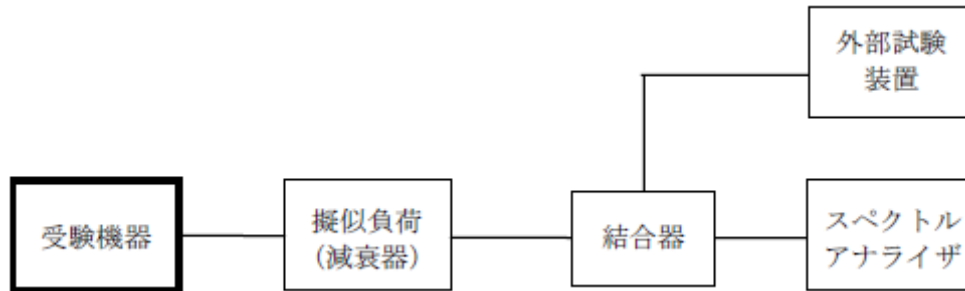 外部試験
装置
受験機器
擬似負荷
(減衰器)
結合器
スペクトル
アナライザ